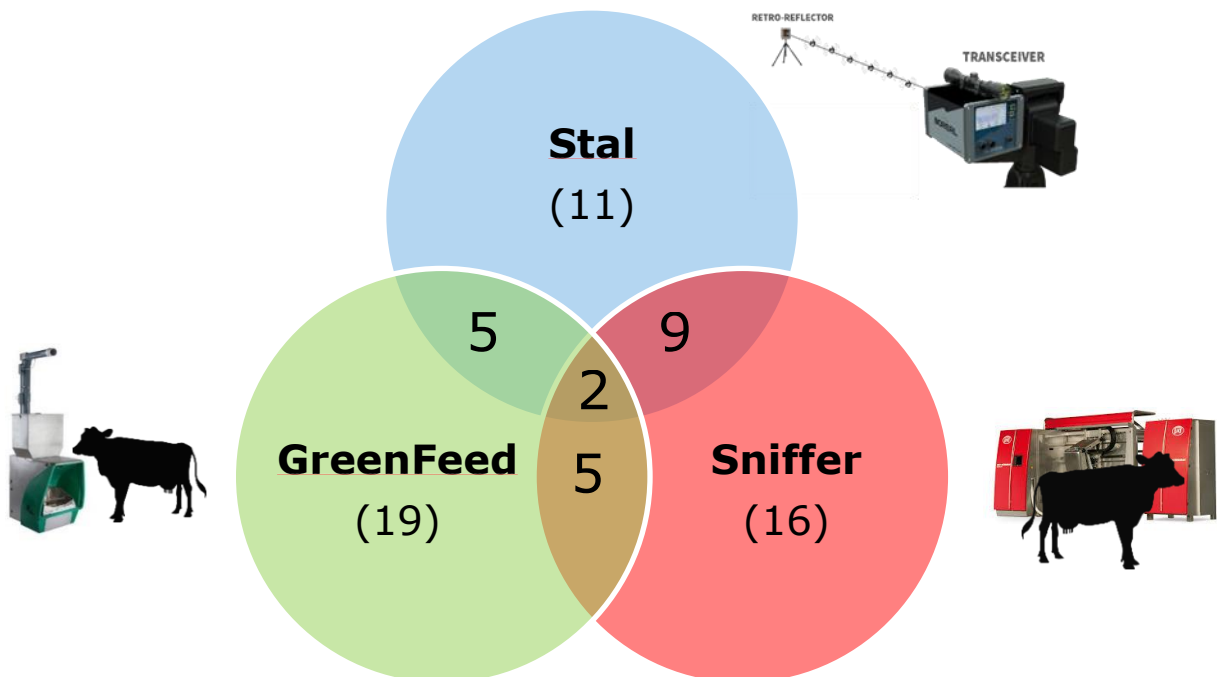 RETRO-REFLECTOR
TRANSCEIVER
Stal
(11)
5
9
2
GreenFeed
(19)
5
Sniffer
(16)